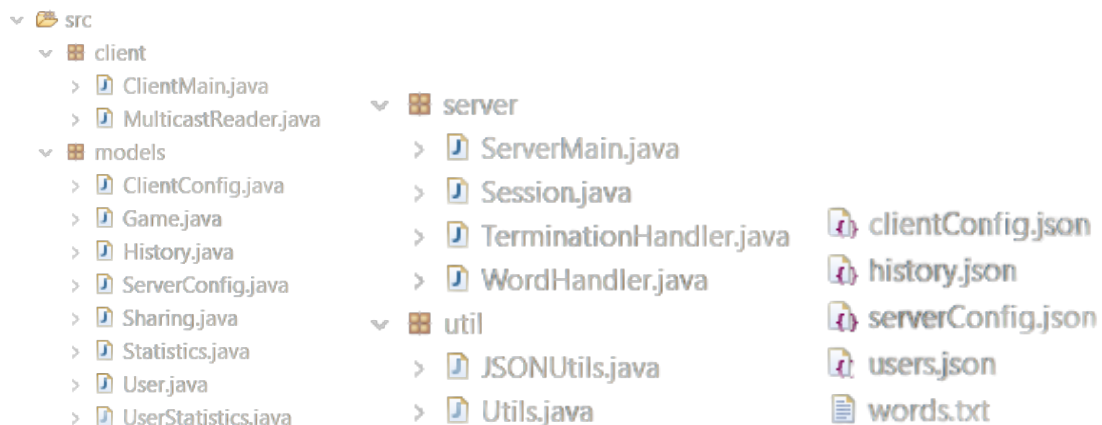 src
client
ClientMain.java
MulticastReader.java
models
ClientConfig.java
Game.java
History.java
ServerConfig.java
Sharing.java
Statistics.java
User.java
UserStatistics.java
server
ServerMain.java
Session.java
TerminationHandler.java
WordHandler.java
util
JSONUtils.java
Utils.java
clientConfig.json
history.json
serverConfig.json
users.json
words.txt